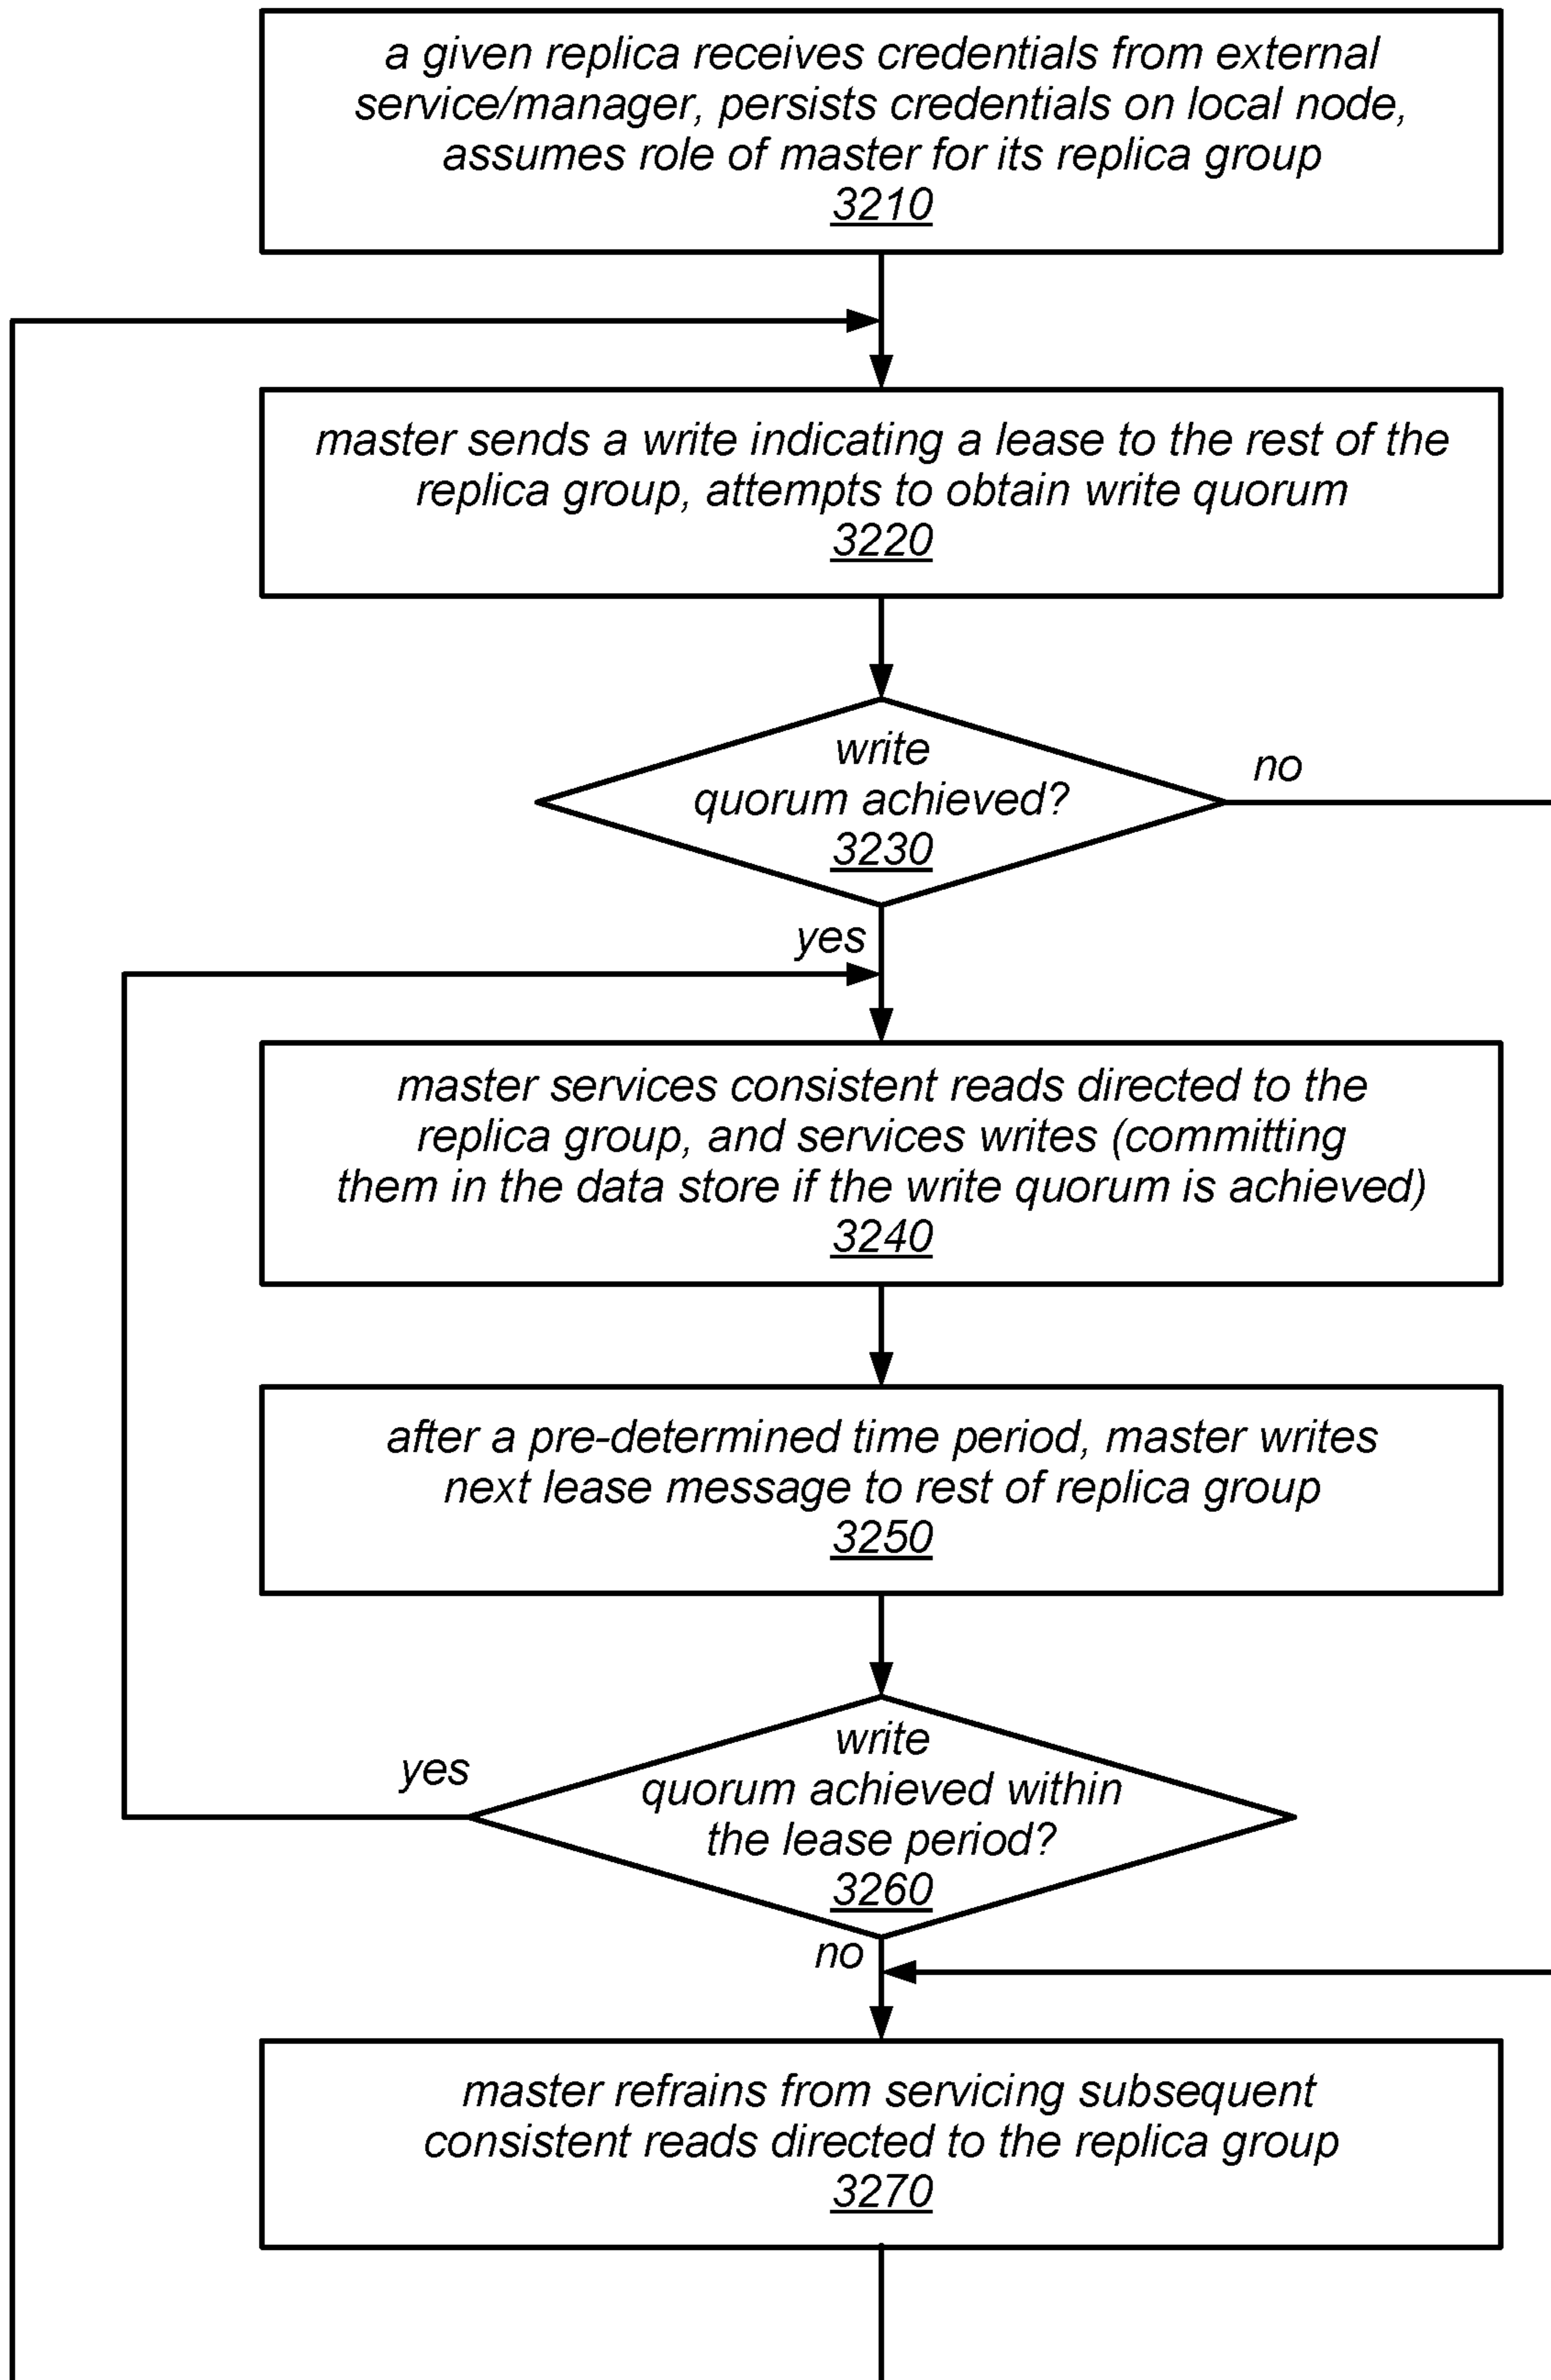 a given replica receives credentials from external
service/manager, persists credentials on local node,
assumes role of master for its replica group
3210
master sends a write indicating a lease to the rest of the
replica group, attempts to obtain write quorum
3220
write
quorum achieved?
3230
no
yes
master services consistent reads directed to the
replica group, and services writes (committing
them in the data store if the write quorum is achieved)
3240
after a pre-determined time period, master writes
next lease message to rest of replica group
3250
write
quorum achieved within
the lease period?
3260
yes
no
master refrains from servicing subsequent
consistent reads directed to the replica group
3270